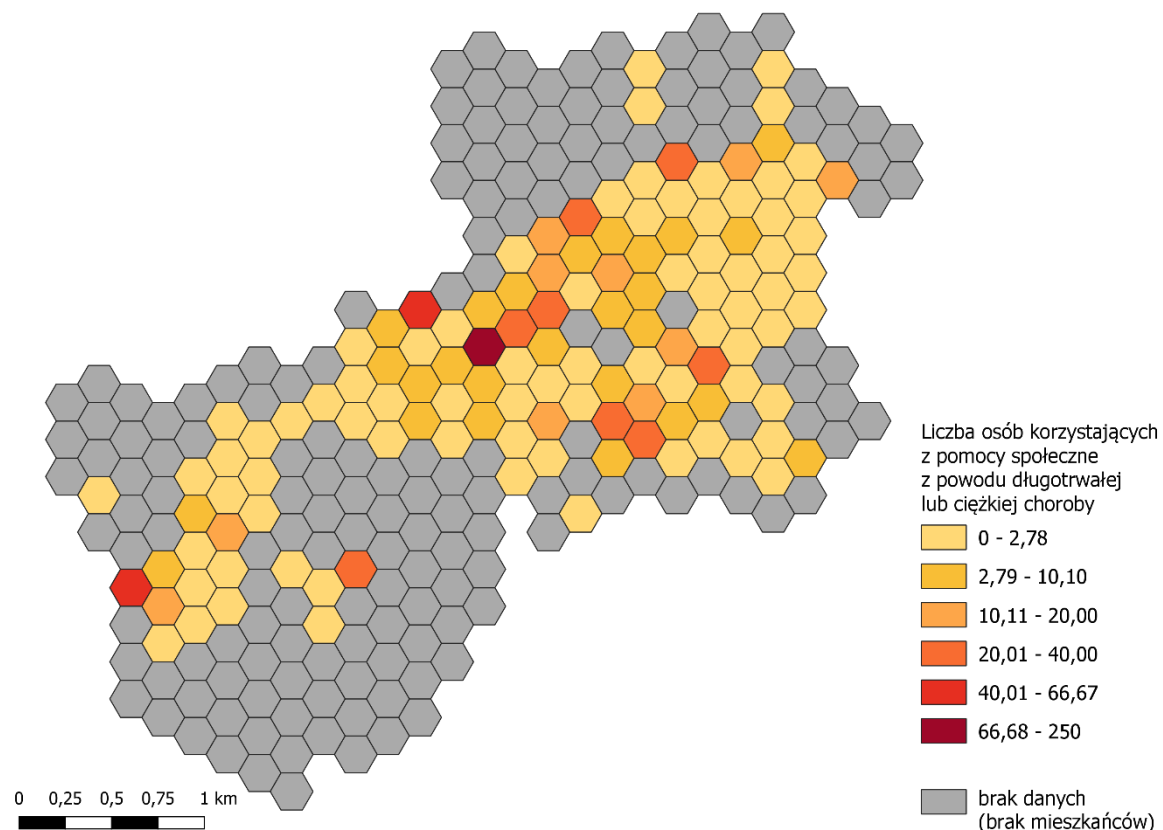 Liczba osób korzystających
z pomocy społeczne
z powodu długotrwałej
lub ciężkiej choroby
0 - 2,78
2,79 - 10,10
10,11 - 20,00
20,01 - 40,00
40,01 - 66,67
66,68 - 250
brak danych
(brak mieszkańców)
0 0,25 0,5 0,75 1 km